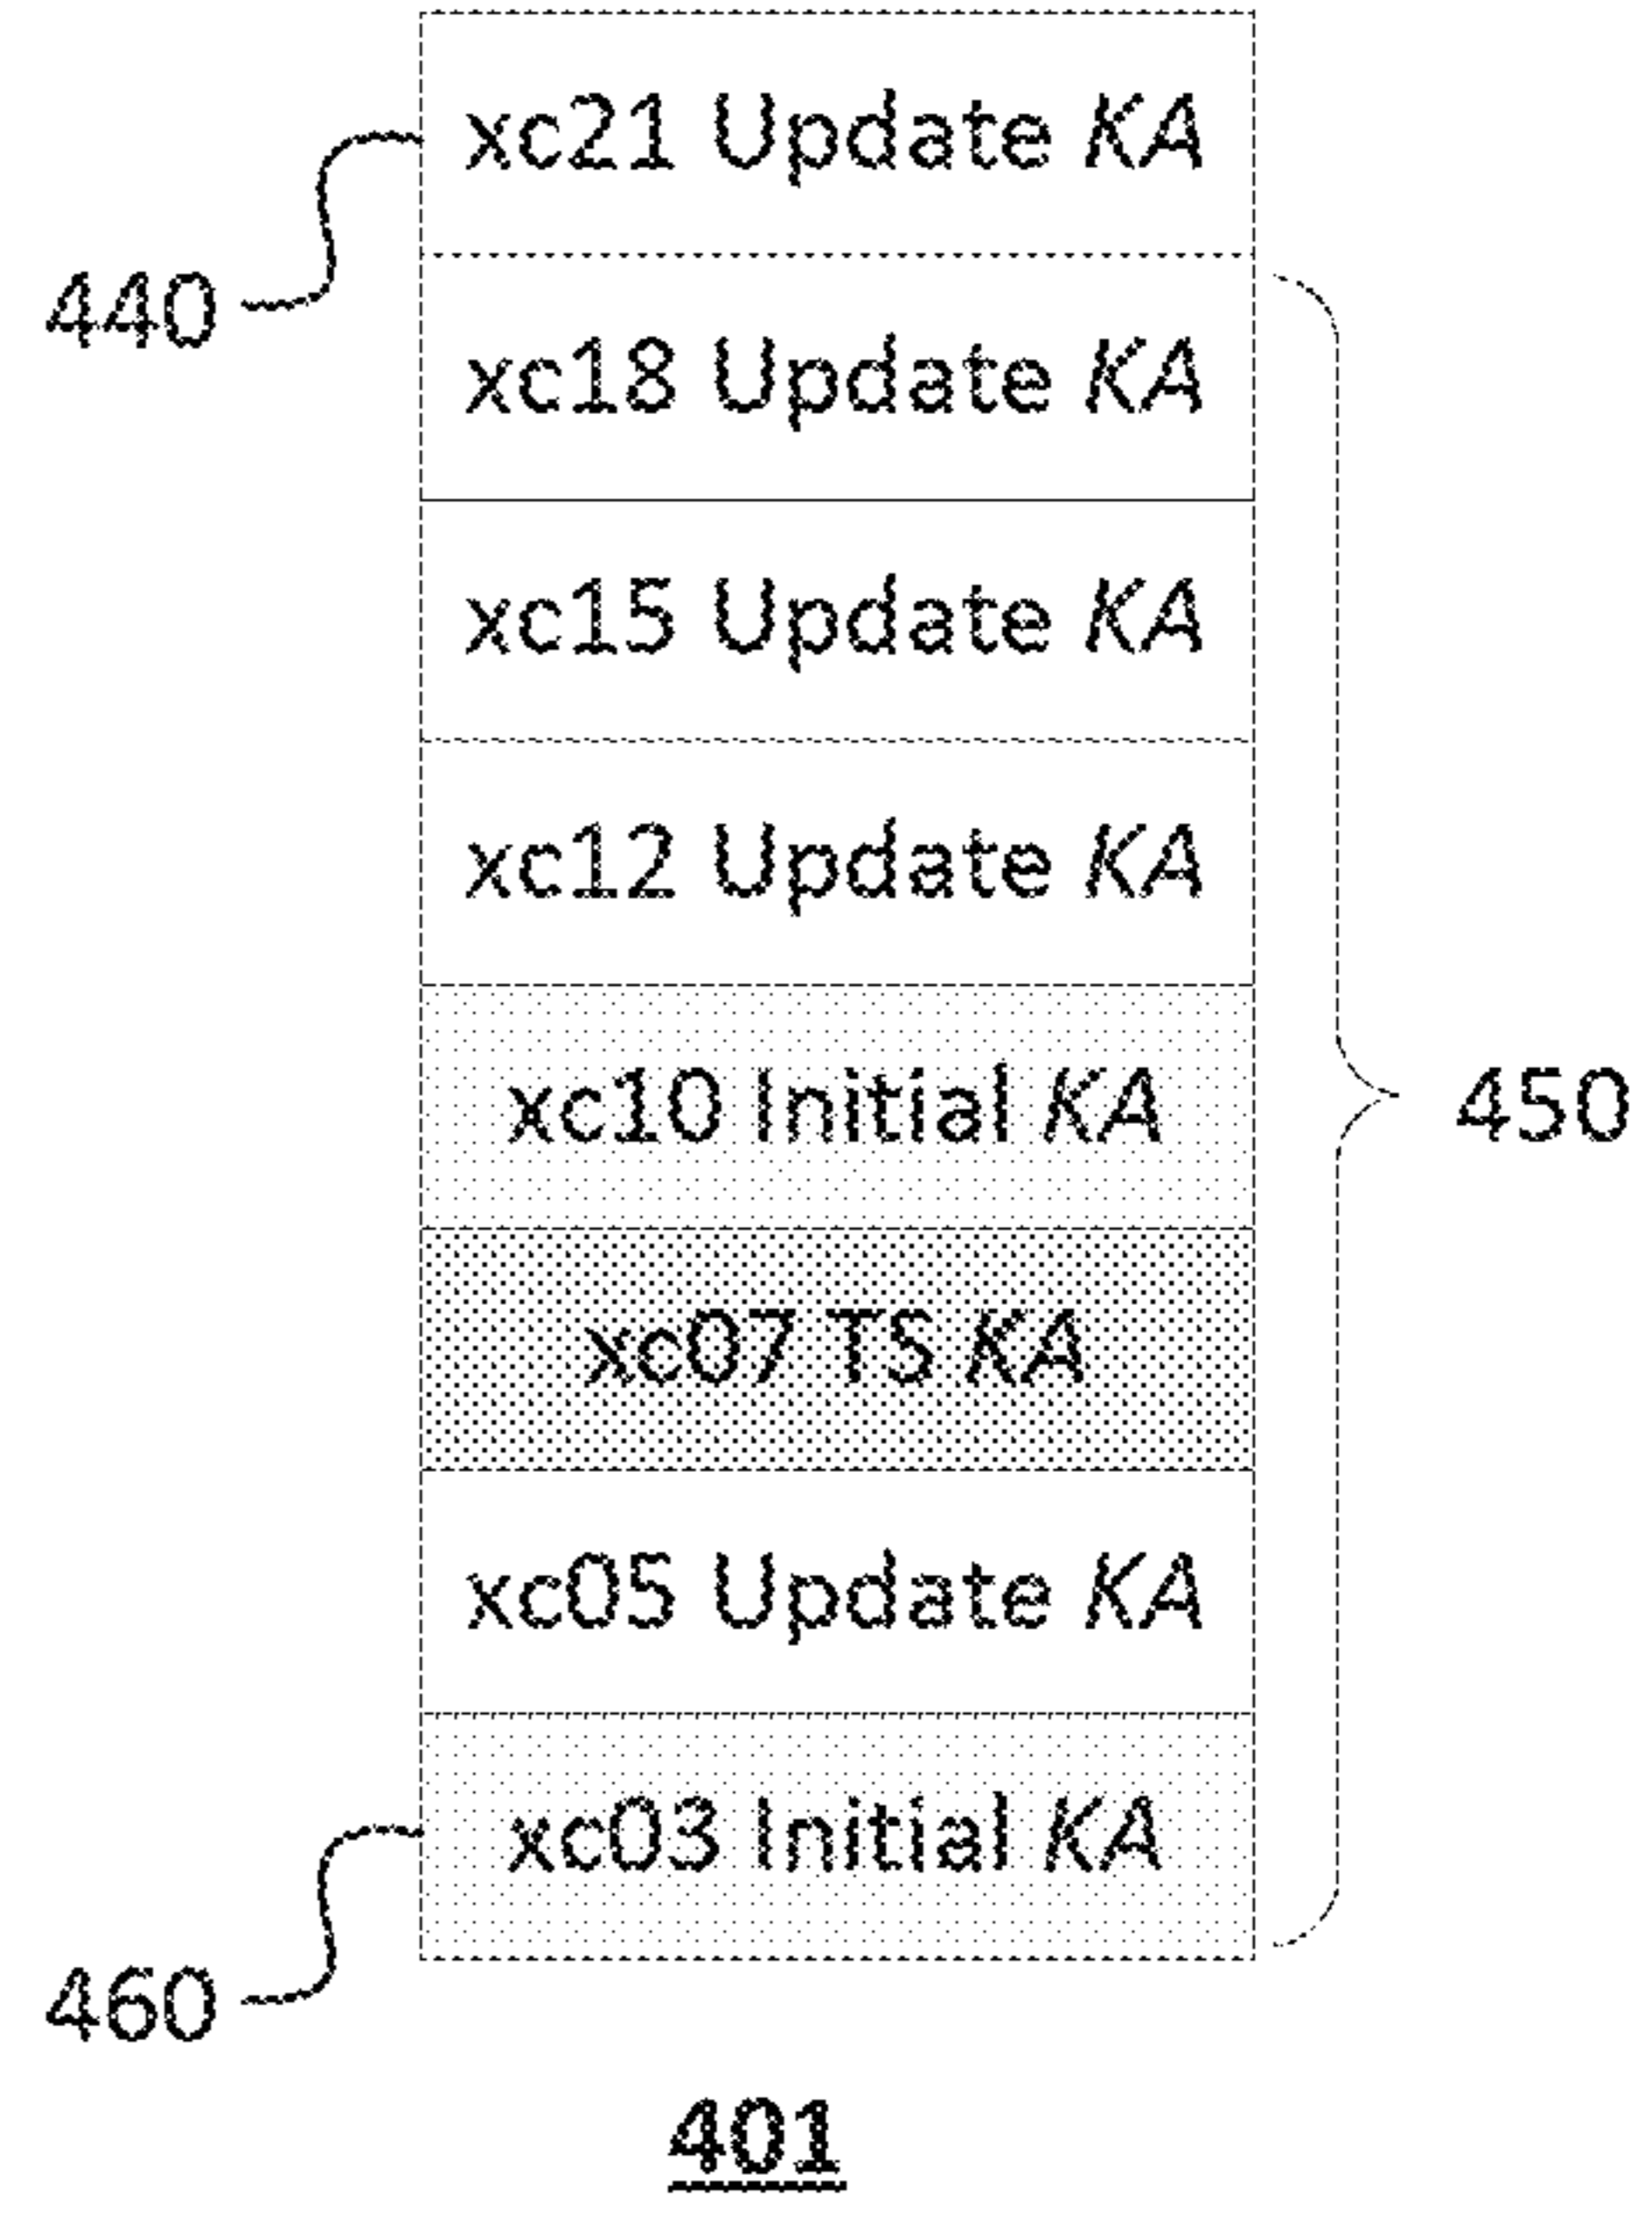 xc21 Update KA
440
xc18 Update KA
xc15 Update KA
xc12 Update KA
xc10 Initial KA
450
xc07 TS KA
xc05 Update KA
xc03 Initial KA
460
401